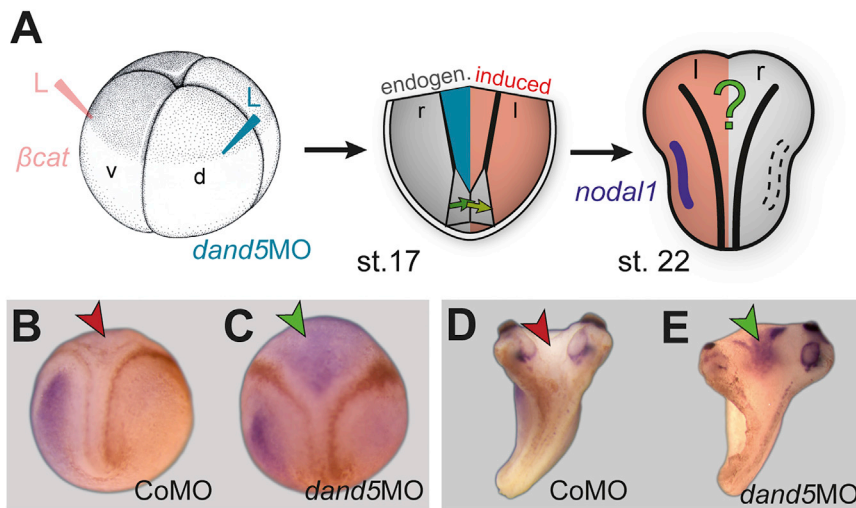 A
L
L
βcat
v
d
dand5MO
endogen. induced
r
l
st.17
nodal1
l
r
?
st. 22
B
C
D
E
CoMO
dand5MO
CoMO
dand5MO